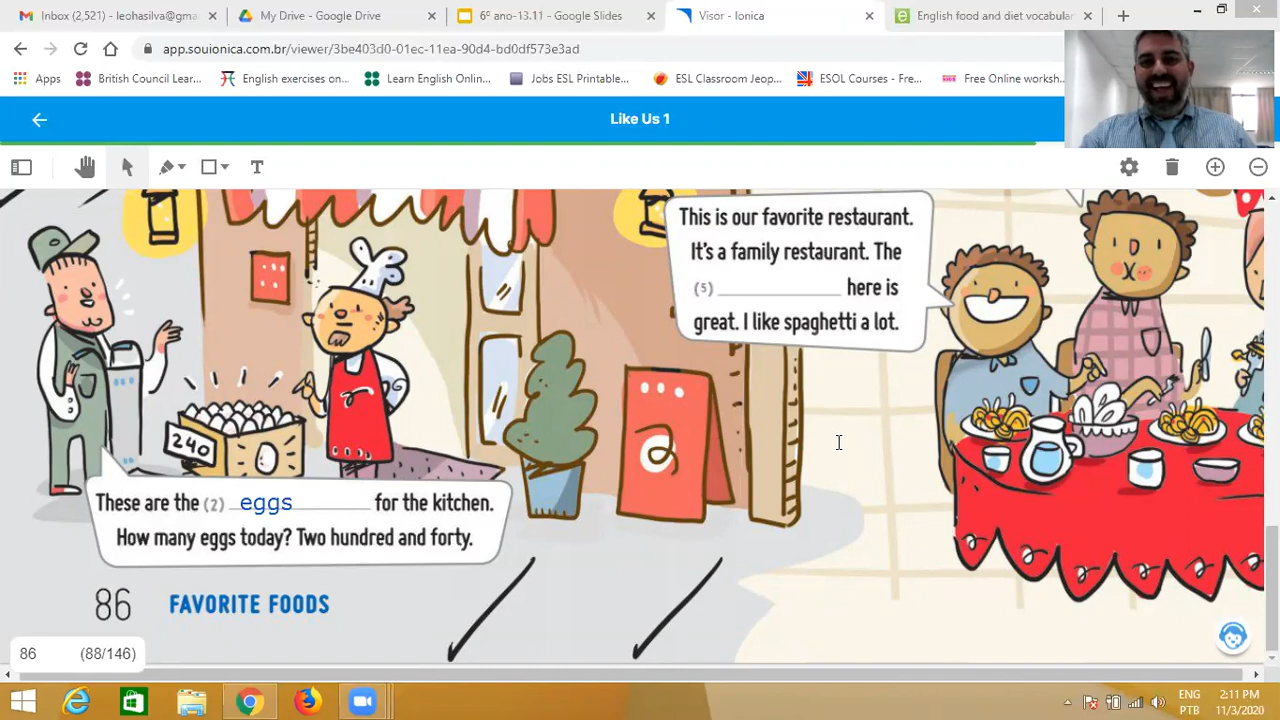 Inbox (2,521) - leohasilva@gma
My Drive - Google Drive
6º ano-13.11 - Google Slides
Visor - Ionica
English food and diet vocabular
app.souionica.com.br/viewer/3be403d0-01ec-11ea-90d4-bd0df573e3ad
Apps
British Council Lear...
English exercises on...
Learn English Onlin...
Jobs ESL Printable...
ESL Classroom Jeop...
ESOL Courses - Fre...
Free Online worksh...
Like Us 1
This is our favorite restaurant.
It's a family restaurant. The
(5) ____________ here is
great. I like spaghetti a lot.
240
These are the (2) eggs for the kitchen.
How many eggs today? Two hundred and forty.
86 FAVORITE FOODS
86 (88/146)
ENG 2:11 PM
PTB 11/3/2020